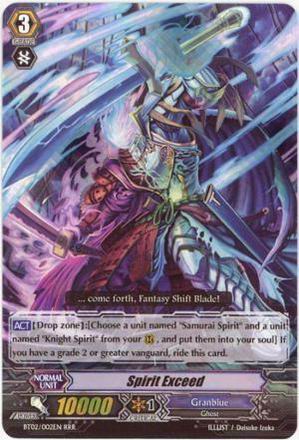 3
GRADE
... come forth, Fantasy Shift Blade!
ACT [Drop zone]:[Choose a unit named "Samurai Spirit" and a unit
named "Knight Spirit" from your , and put them into your soul] If
you have a grade 2 or greater vanguard, ride this card.
NORMAL
UNIT
Spirit Exceed
10000
1
CRITICAL
Granblue
Ghost
BT02/002EN RRR
ILLUST / Daisuke Izuka